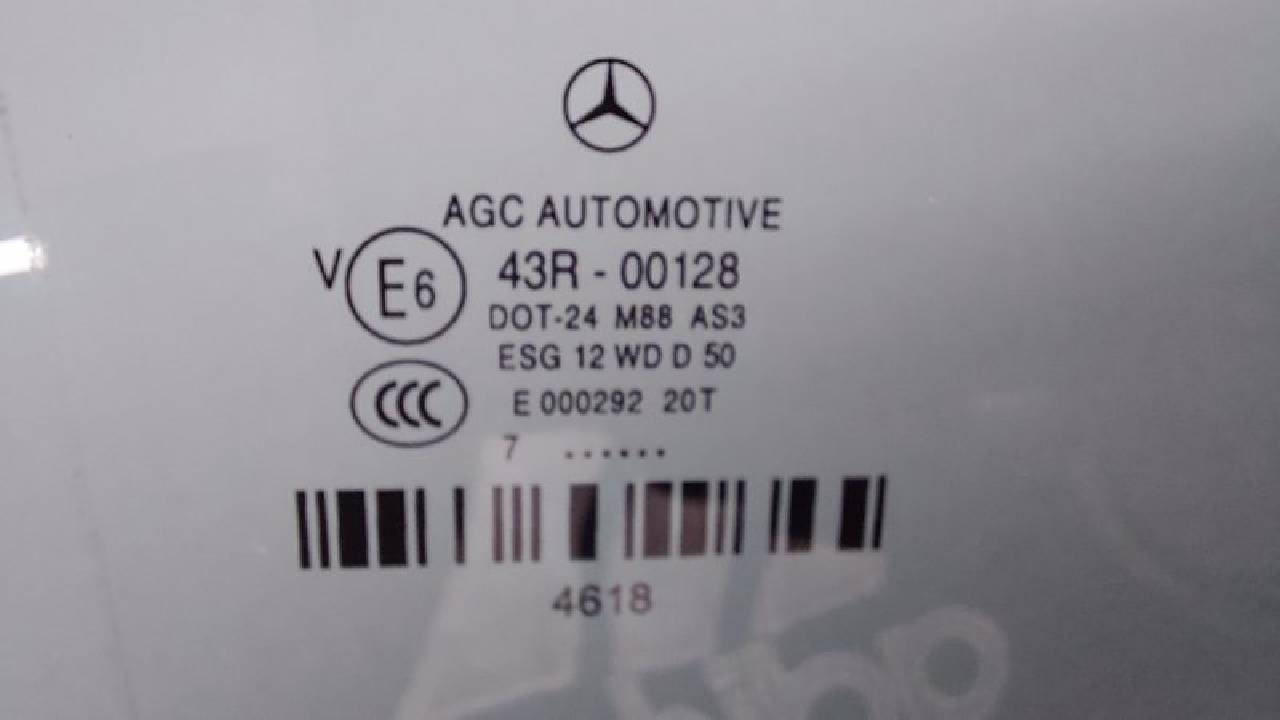 AGC AUTOMOTIVE
V E6 43R - 00128
DOT-24 M88 AS3
ESG 12 WD D 50
CCC E 000292 20T
7 ......
4618